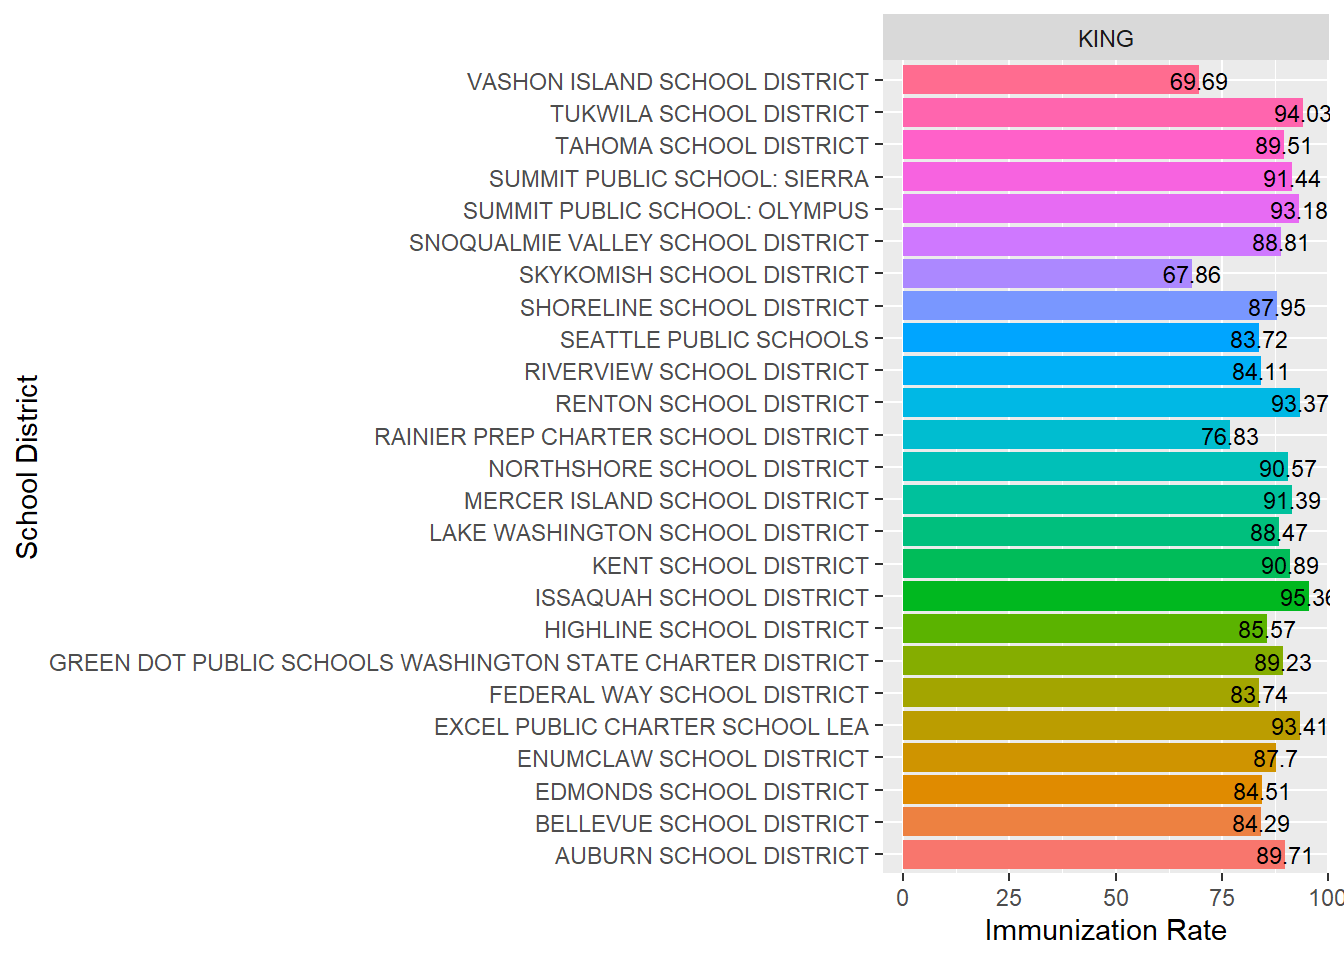 KING
VASHON ISLAND SCHOOL DISTRICT 69.69
TUKWILA SCHOOL DISTRICT 94.03
TAHOMA SCHOOL DISTRICT 89.51
SUMMIT PUBLIC SCHOOL: SIERRA 91.44
SUMMIT PUBLIC SCHOOL: OLYMPUS 93.18
SNOQUALMIE VALLEY SCHOOL DISTRICT 88.81
SKYKOMISH SCHOOL DISTRICT 67.86
SHORELINE SCHOOL DISTRICT 87.95
SEATTLE PUBLIC SCHOOLS 83.72
RIVERVIEW SCHOOL DISTRICT 84.11
RENTON SCHOOL DISTRICT 93.37
RAINIER PREP CHARTER SCHOOL DISTRICT 76.83
NORTHSHORE SCHOOL DISTRICT 90.57
MERCER ISLAND SCHOOL DISTRICT 91.39
LAKE WASHINGTON SCHOOL DISTRICT 88.47
KENT SCHOOL DISTRICT 90.89
ISSAQUAH SCHOOL DISTRICT 95.36
HIGHLINE SCHOOL DISTRICT 85.57
GREEN DOT PUBLIC SCHOOLS WASHINGTON STATE CHARTER DISTRICT 89.23
FEDERAL WAY SCHOOL DISTRICT 83.74
EXCEL PUBLIC CHARTER SCHOOL LEA 93.41
ENUMCLAW SCHOOL DISTRICT 87.7
EDMONDS SCHOOL DISTRICT 84.51
BELLEVUE SCHOOL DISTRICT 84.29
AUBURN SCHOOL DISTRICT 89.71
0 25 50 75 100
Immunization Rate
School District